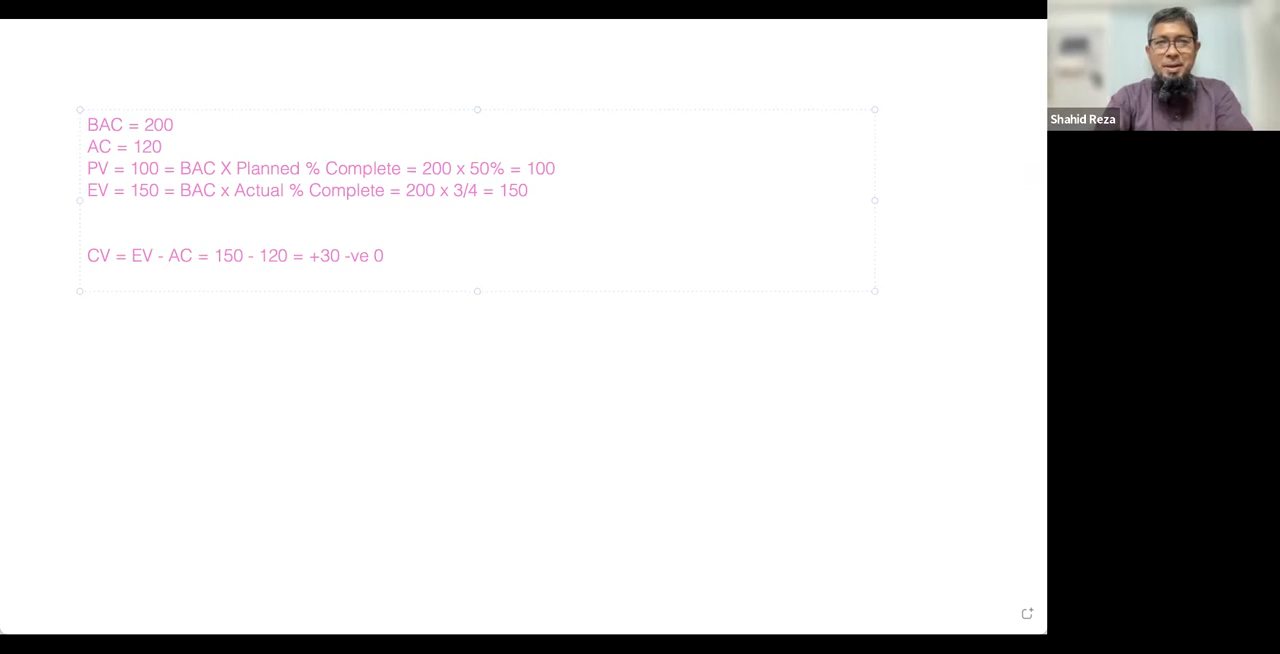 BAC = 200
AC = 120
PV = 100 = BAC X Planned % Complete = 200 x 50% = 100
EV = 150 = BAC x Actual % Complete = 200 x 3/4 = 150
CV = EV - AC = 150 - 120 = +30 -ve 0
Shahid Reza